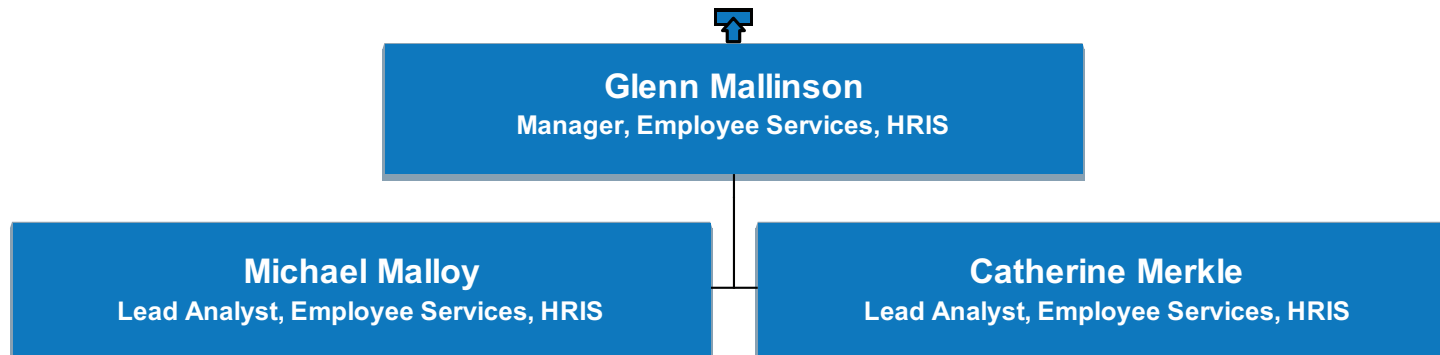 Glenn Mallinson
Manager, Employee Services, HRIS
Michael Malloy
Lead Analyst, Employee Services, HRIS
Catherine Merkle
Lead Analyst, Employee Services, HRIS